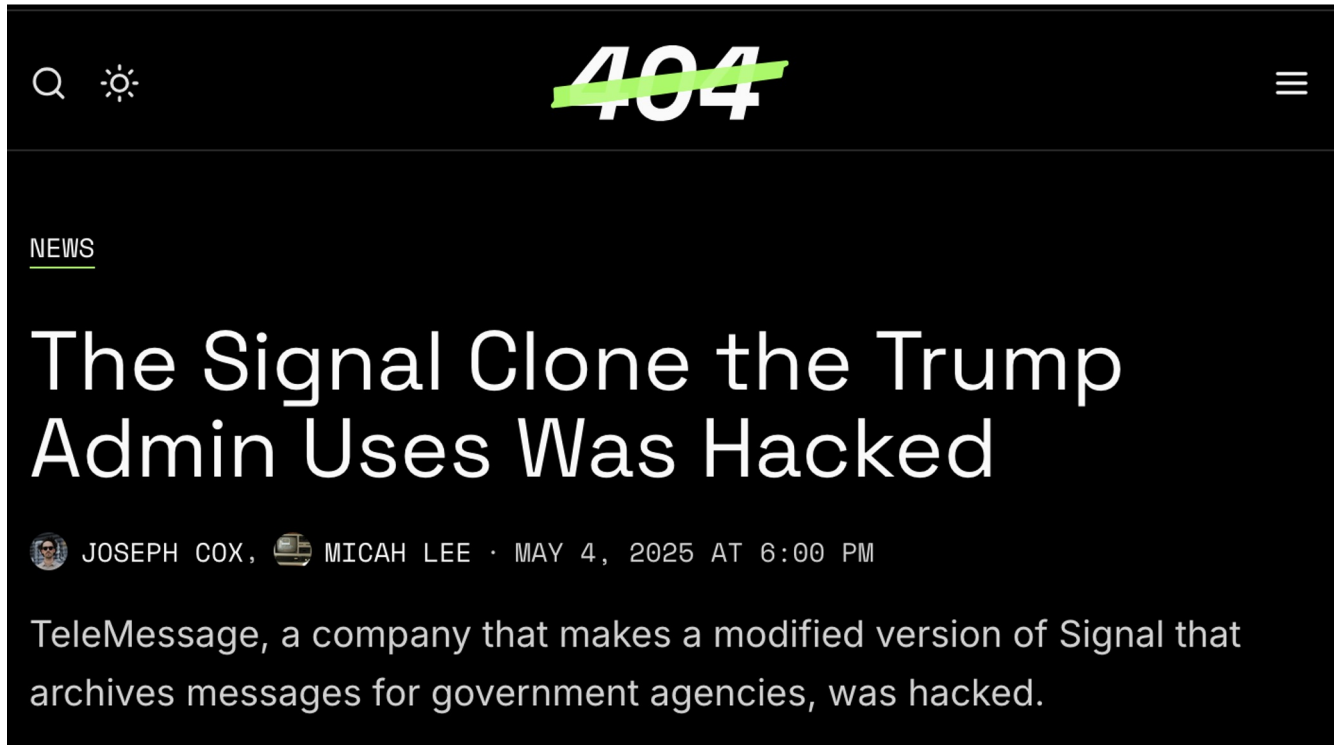 404
NEWS
The Signal Clone the Trump
Admin Uses Was Hacked
JOSEPH COX, MICAH LEE · MAY 4, 2025 AT 6:00 PM
TeleMessage, a company that makes a modified version of Signal that
archives messages for government agencies, was hacked.